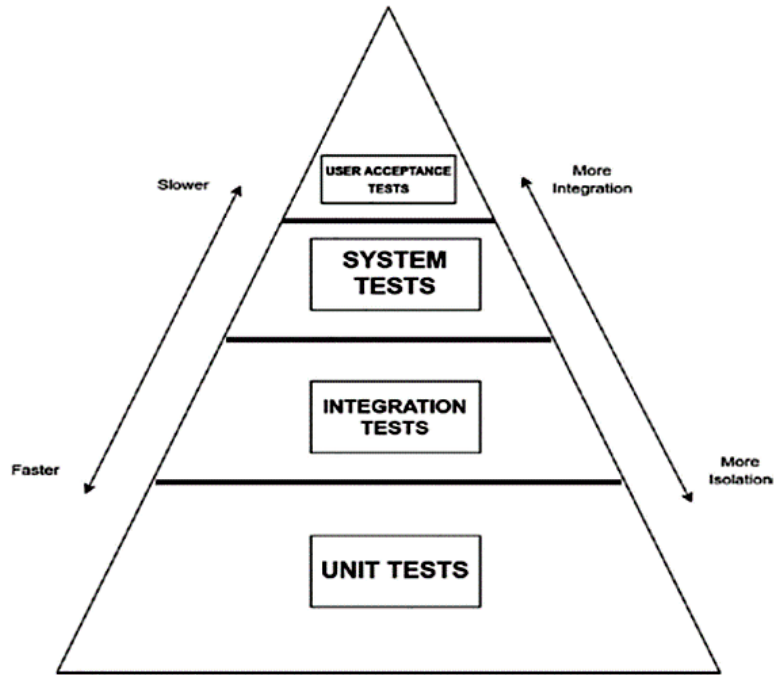 USER ACCEPTANCE
TESTS
Slower
More
Integration
SYSTEM
TESTS
INTEGRATION
TESTS
Faster
More
Isolation
UNIT TESTS